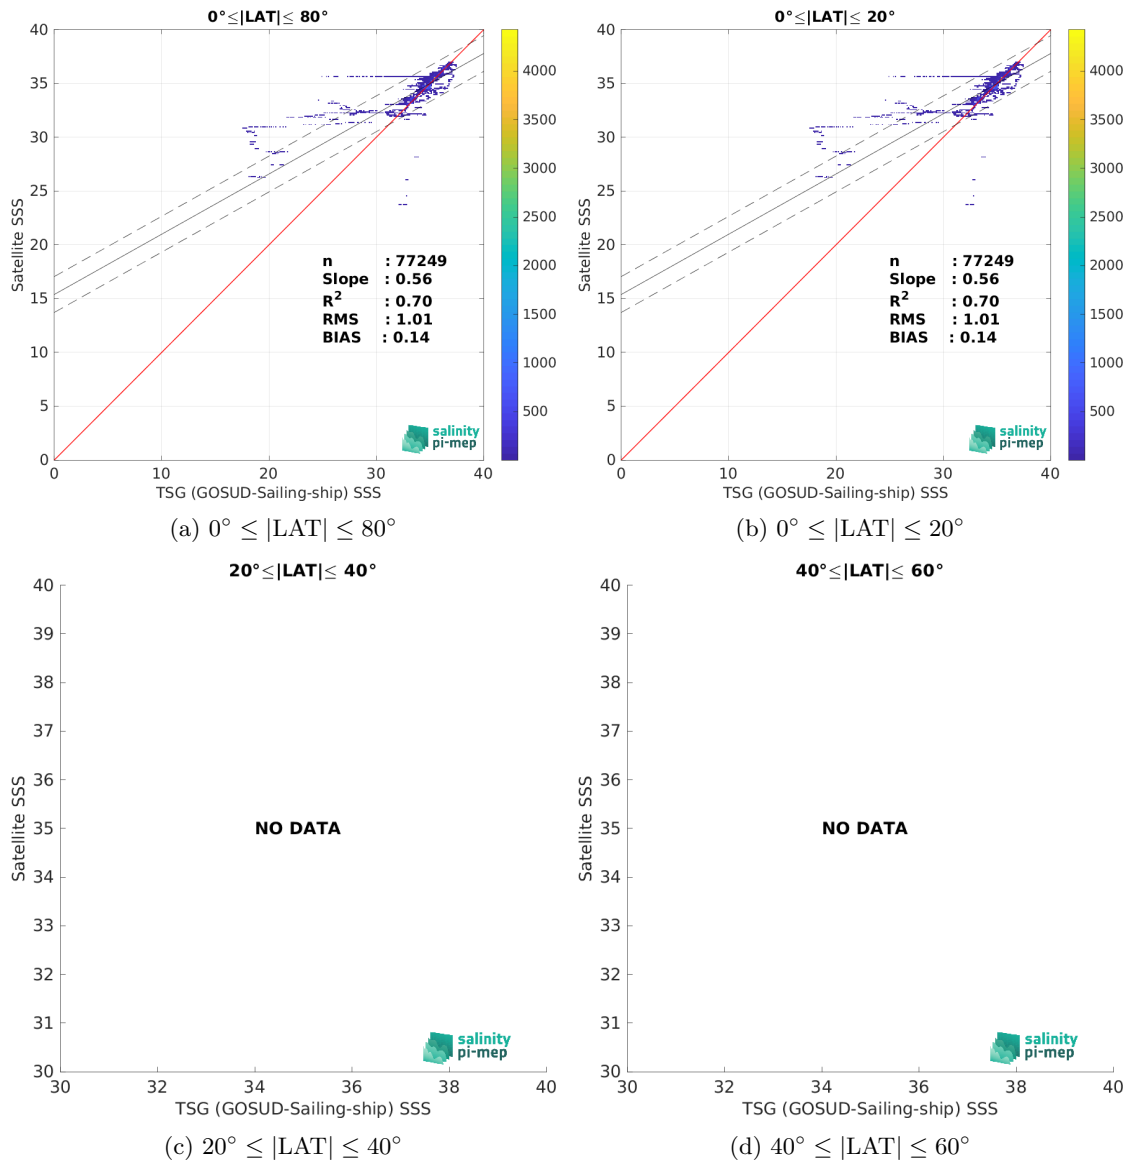 0°≤|LAT|≤ 80°
40
35
30
25
20
15
10
5
0
Satellite SSS
0
10
20
30
40
TSG (GOSUD-Sailing-ship) SSS
n : 77249
Slope : 0.56
R² : 0.70
RMS : 1.01
BIAS : 0.14
salinity
pi-mep
4000
3500
3000
2500
2000
1500
1000
500
(a) 0° ≤ |LAT| ≤ 80°
0°≤|LAT|≤ 20°
40
35
30
25
20
15
10
5
0
Satellite SSS
0
10
20
30
40
TSG (GOSUD-Sailing-ship) SSS
n : 77249
Slope : 0.56
R² : 0.70
RMS : 1.01
BIAS : 0.14
salinity
pi-mep
4000
3500
3000
2500
2000
1500
1000
500
(b) 0° ≤ |LAT| ≤ 20°
20°≤|LAT|≤ 40°
40
39
38
37
36
35
34
33
32
31
30
Satellite SSS
NO DATA
salinity
pi-mep
30
32
34
36
38
40
TSG (GOSUD-Sailing-ship) SSS
(c) 20° ≤ |LAT| ≤ 40°
40°≤|LAT|≤ 60°
40
39
38
37
36
35
34
33
32
31
30
Satellite SSS
NO DATA
salinity
pi-mep
30
32
34
36
38
40
TSG (GOSUD-Sailing-ship) SSS
(d) 40° ≤ |LAT| ≤ 60°